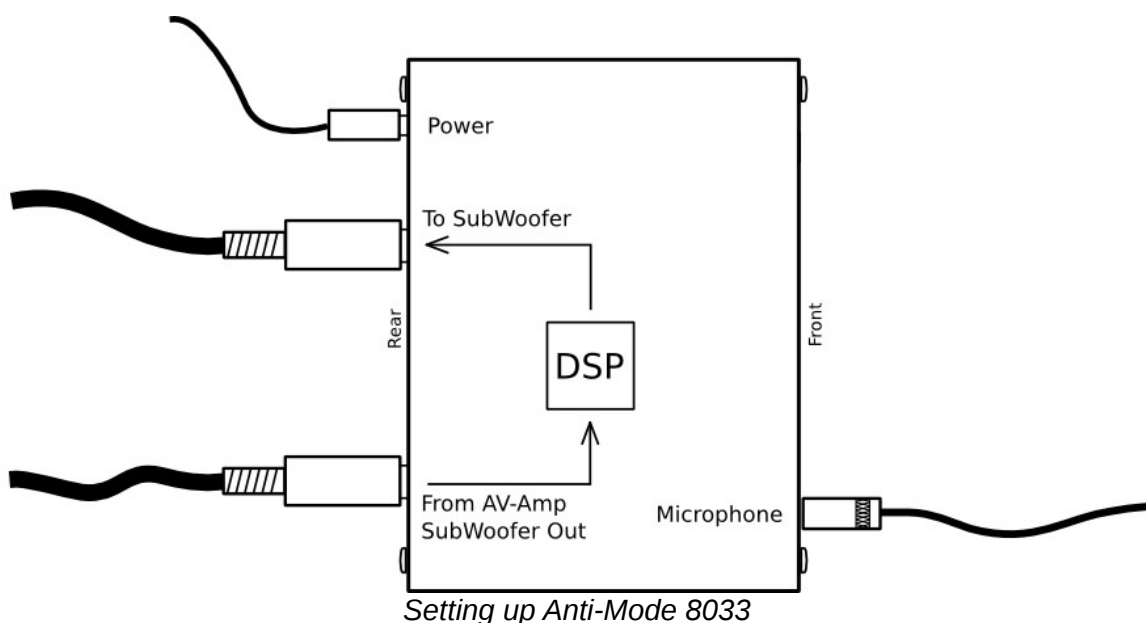 Power
To SubWoofer
Rear
Front
DSP
From AV-Amp
SubWoofer Out
Microphone
Setting up Anti-Mode 8033